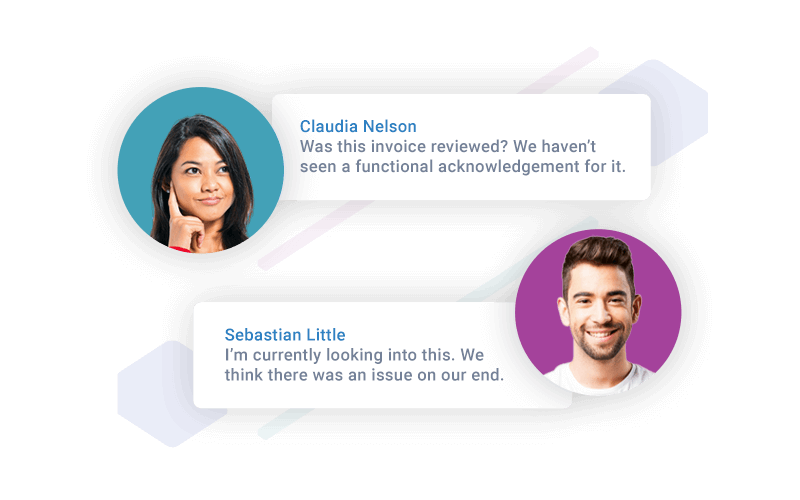 Claudia Nelson
Was this invoice reviewed? We haven’t
seen a functional acknowledgement for it.
Sebastian Little
I’m currently looking into this. We
think there was an issue on our end.